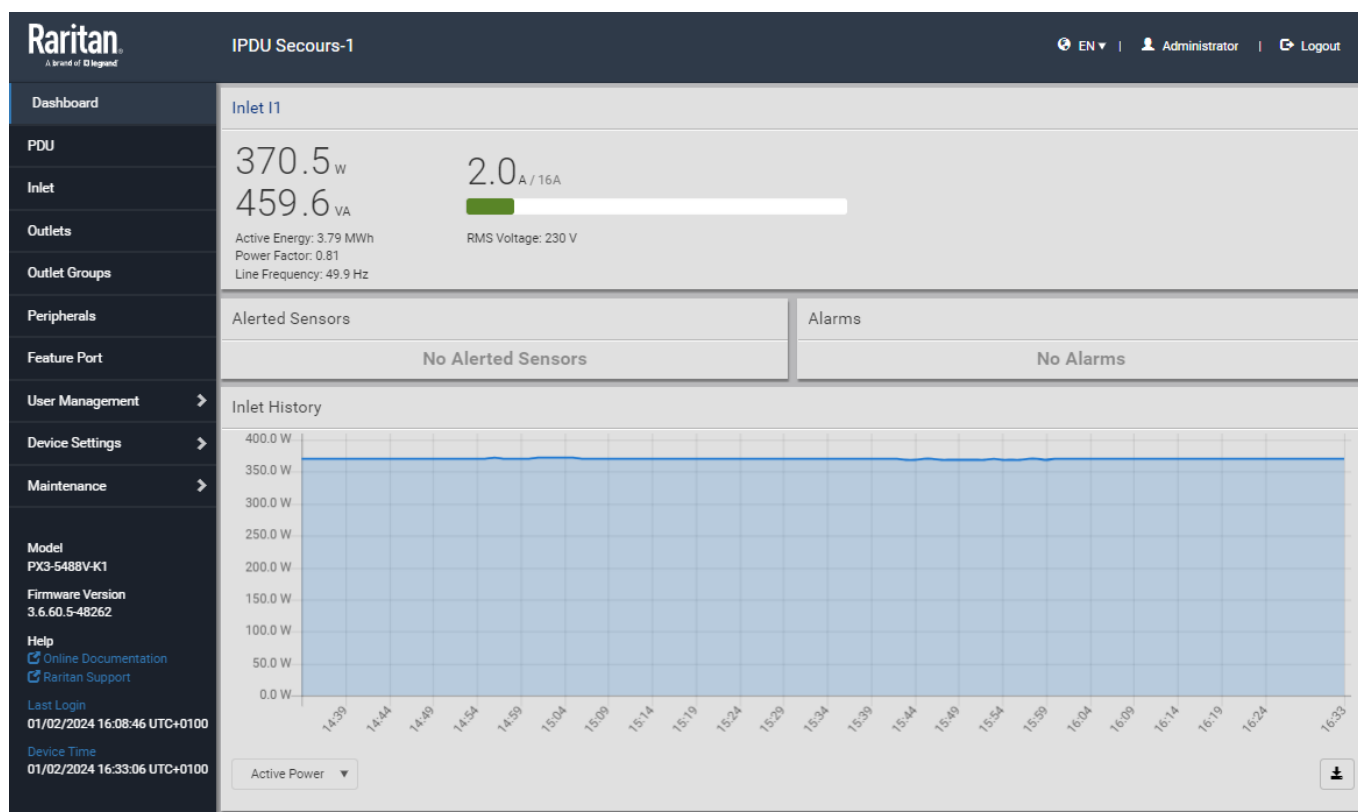 Raritan.
A brand of legrand
IPDU Secours-1
EN | Administrator | Logout
Dashboard
PDU
Inlet
Outlets
Outlet Groups
Peripherals
Feature Port
User Management
Device Settings
Maintenance
Model
PX3-5488V-K1
Firmware Version
3.6.60.5-48262
Help
Online Documentation
Raritan Support
Last Login
01/02/2024 16:08:46 UTC+0100
Device Time
01/02/2024 16:33:06 UTC+0100
Inlet I1
370.5 W
459.6 VA
Active Energy: 3.79 MWh
Power Factor: 0.81
Line Frequency: 49.9 Hz
2.0 A / 16A
RMS Voltage: 230 V
Alerted Sensors
No Alerted Sensors
Alarms
No Alarms
Inlet History
400.0 W
350.0 W
300.0 W
250.0 W
200.0 W
150.0 W
100.0 W
50.0 W
0.0 W
14:39 14:44 14:49 14:54 14:59 15:04 15:09 15:14 15:19 15:24 15:29 15:34 15:39 15:44 15:49 15:54 15:59 16:04 16:09 16:14 16:19 16:24 16:33
Active Power